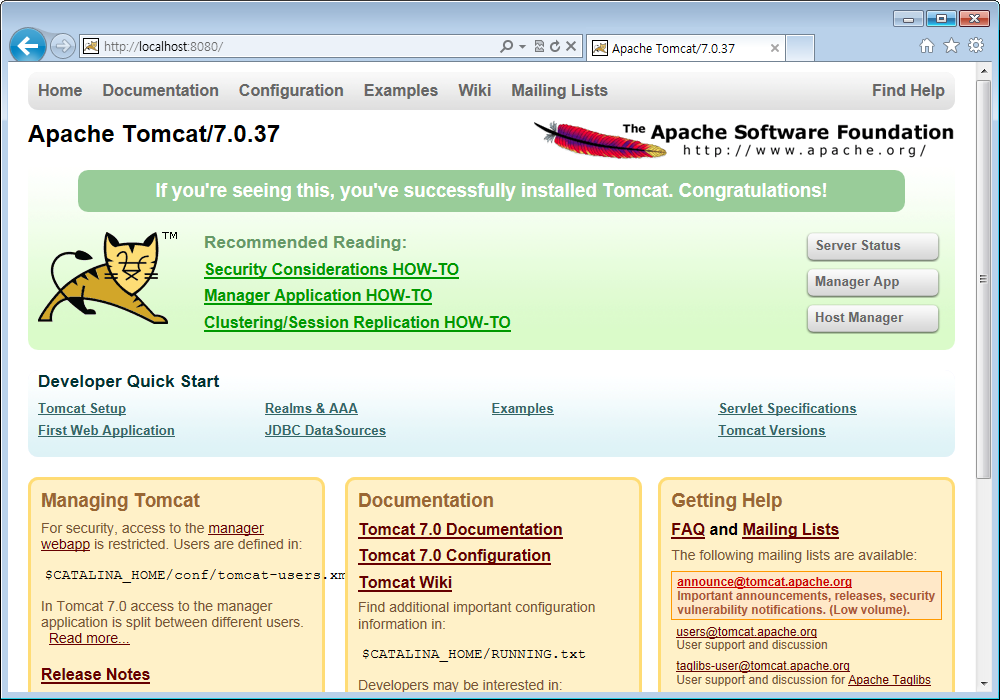 http://localhost:8080/
Apache Tomcat/7.0.37
Home Documentation Configuration Examples Wiki Mailing Lists Find Help
Apache Tomcat/7.0.37
The Apache Software Foundation
http://www.apache.org/
If you're seeing this, you've successfully installed Tomcat. Congratulations!
TM
Recommended Reading:
Security Considerations HOW-TO
Manager Application HOW-TO
Clustering/Session Replication HOW-TO
Server Status
Manager App
Host Manager
Developer Quick Start
Tomcat Setup Realms & AAA Examples Servlet Specifications
First Web Application JDBC DataSources Tomcat Versions
Managing Tomcat
For security, access to the manager
webapp is restricted. Users are defined in:
$CATALINA_HOME/conf/tomcat-users.xm
In Tomcat 7.0 access to the manager
application is split between different users.
Read more...
Release Notes
Documentation
Tomcat 7.0 Documentation
Tomcat 7.0 Configuration
Tomcat Wiki
Find additional important configuration
information in:
$CATALINA_HOME/RUNNING.txt
Developers may be interested in:
Getting Help
FAQ and Mailing Lists
The following mailing lists are available:
announce@tomcat.apache.org
Important announcements, releases, security
vulnerability notifications. (Low volume).
users@tomcat.apache.org
User support and discussion
taglibs-user@tomcat.apache.org
User support and discussion for Apache Taglibs